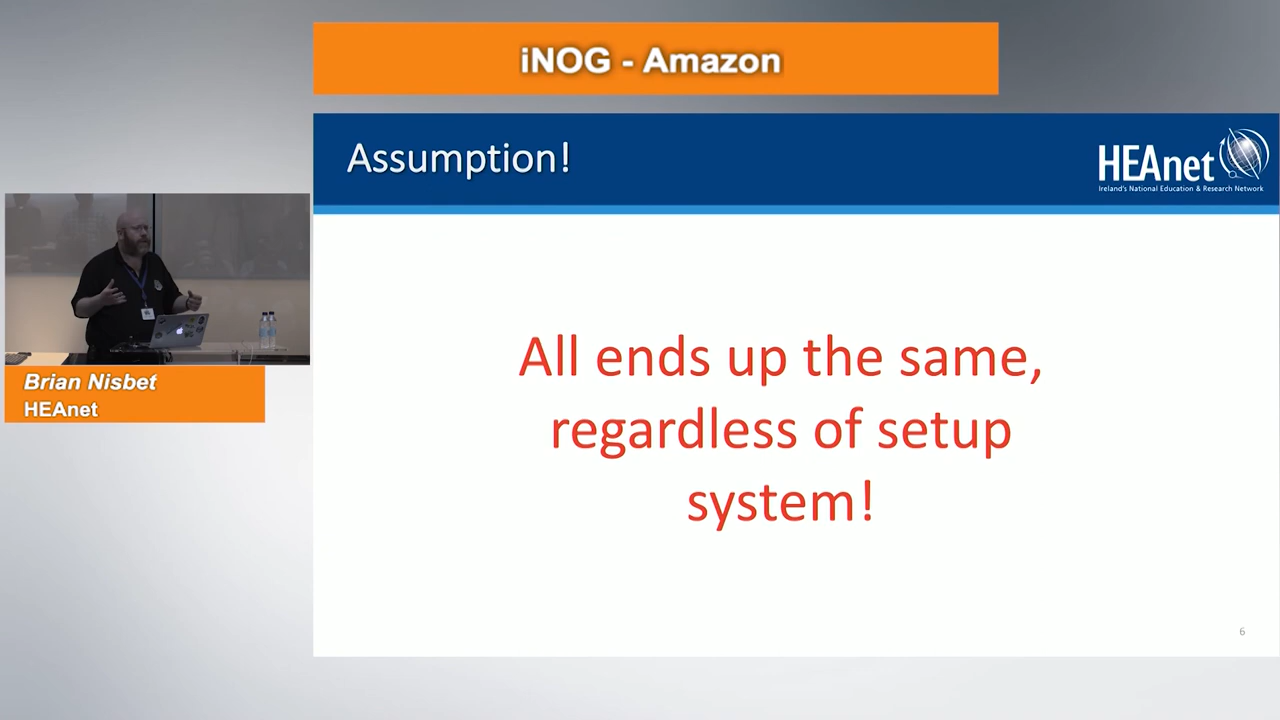 iNOG - Amazon
Assumption!
HEAnet
Ireland's National Education & Research Network
Brian Nisbet
HEAnet
All ends up the same,
regardless of setup
system!
6